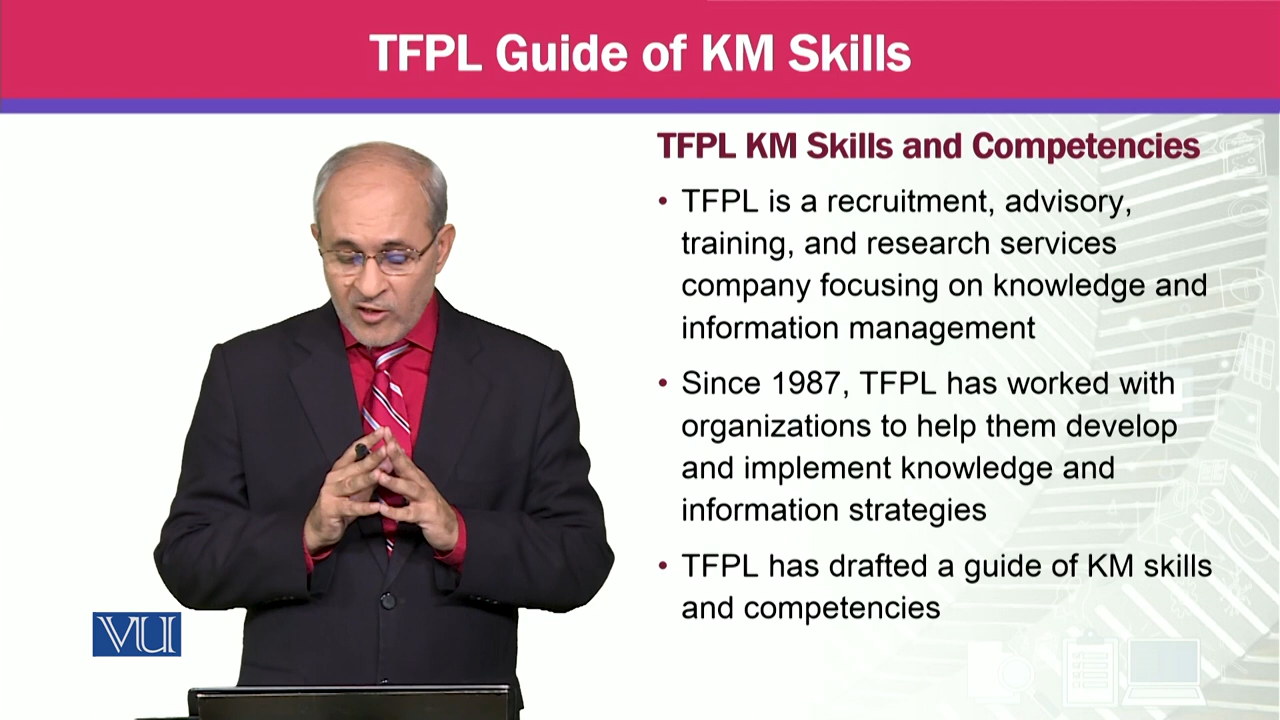 TFPL Guide of KM Skills
TFPL KM Skills and Competencies
• TFPL is a recruitment, advisory,
training, and research services
company focusing on knowledge and
information management
• Since 1987, TFPL has worked with
organizations to help them develop
and implement knowledge and
information strategies
• TFPL has drafted a guide of KM skills
and competencies
VU